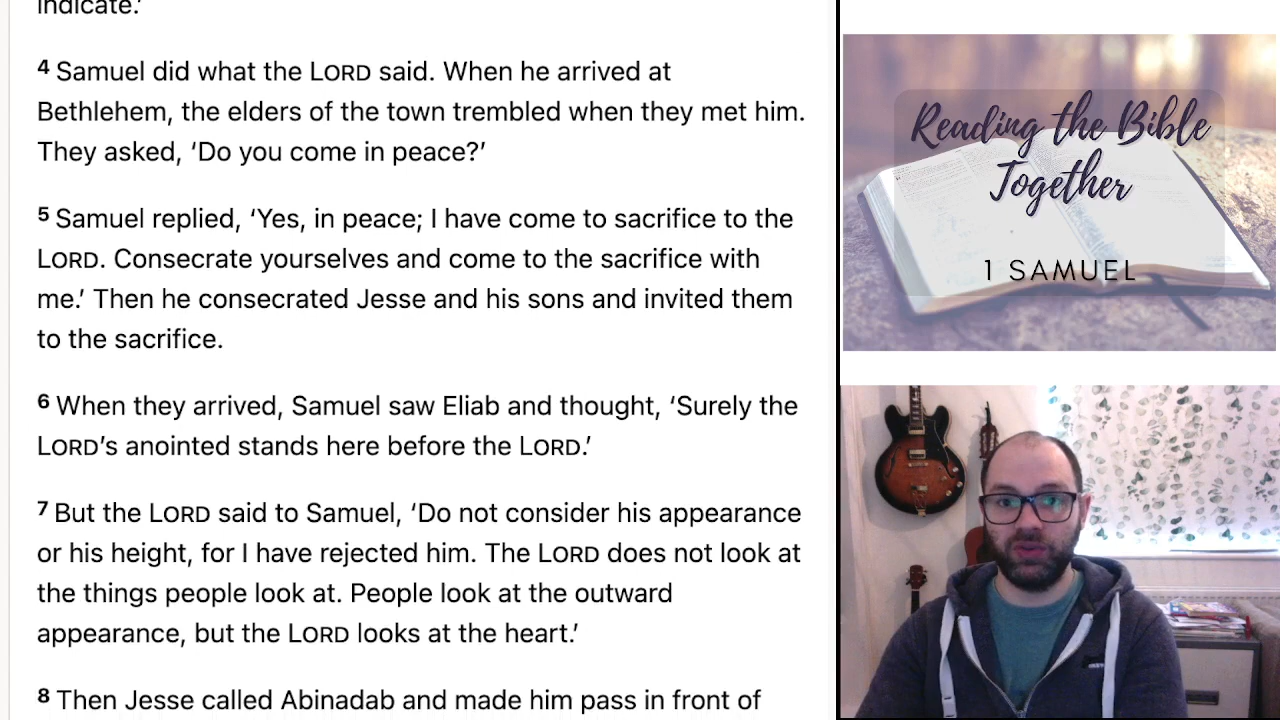 indicate.’
4 Samuel did what the LORD said. When he arrived at
Bethlehem, the elders of the town trembled when they met him.
They asked, ‘Do you come in peace?’
5 Samuel replied, ‘Yes, in peace; I have come to sacrifice to the
LORD. Consecrate yourselves and come to the sacrifice with
me.’ Then he consecrated Jesse and his sons and invited them
to the sacrifice.
6 When they arrived, Samuel saw Eliab and thought, ‘Surely the
LORD’s anointed stands here before the LORD.’
7 But the LORD said to Samuel, ‘Do not consider his appearance
or his height, for I have rejected him. The LORD does not look at
the things people look at. People look at the outward
appearance, but the LORD looks at the heart.’
8 Then Jesse called Abinadab and made him pass in front of
Reading the Bible
Together
1 SAMUEL